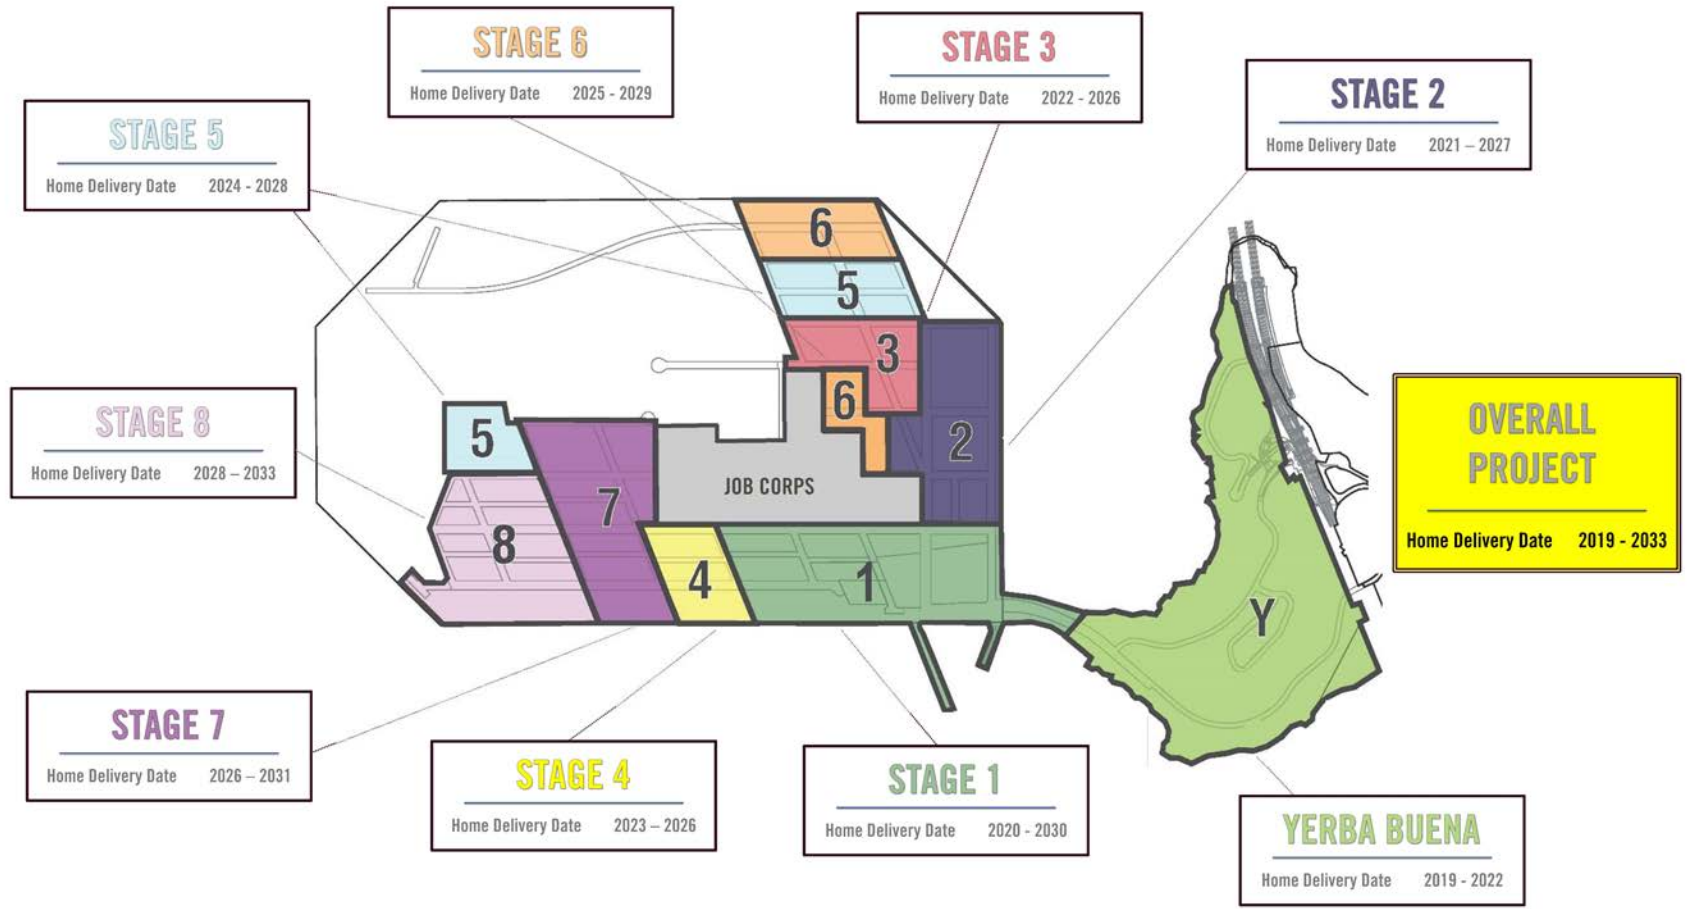 STAGE 6
Home Delivery Date 2025 - 2029
STAGE 3
Home Delivery Date 2022 - 2026
STAGE 2
Home Delivery Date 2021 – 2027
STAGE 5
Home Delivery Date 2024 - 2028
6
5
3
6
2
STAGE 8
Home Delivery Date 2028 – 2033
5
7
JOB CORPS
8
4
1
Y
OVERALL
PROJECT
Home Delivery Date 2019 - 2033
STAGE 7
Home Delivery Date 2026 – 2031
STAGE 4
Home Delivery Date 2023 – 2026
STAGE 1
Home Delivery Date 2020 - 2030
YERBA BUENA
Home Delivery Date 2019 - 2022